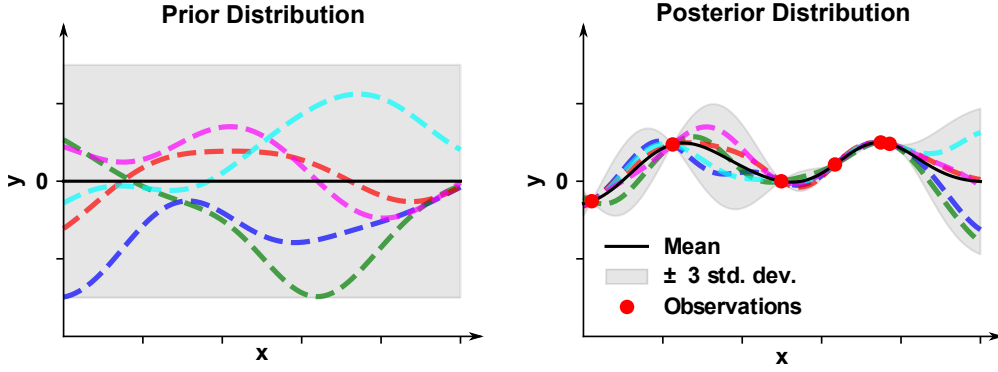 Prior Distribution
y
0
x
Posterior Distribution
y
0
Mean
± 3 std. dev.
Observations
x